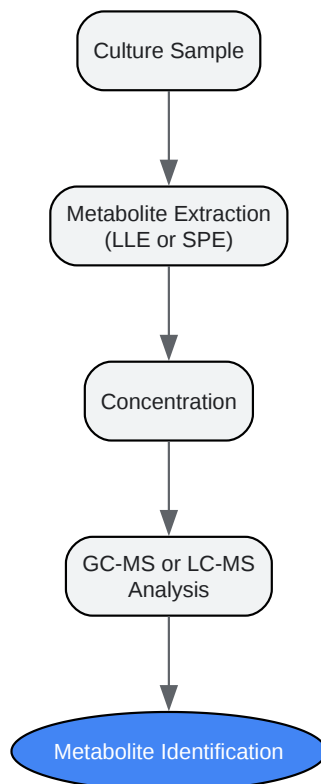 Culture Sample
Metabolite Extraction
(LLE or SPE)
Concentration
GC-MS or LC-MS
Analysis
Metabolite Identification